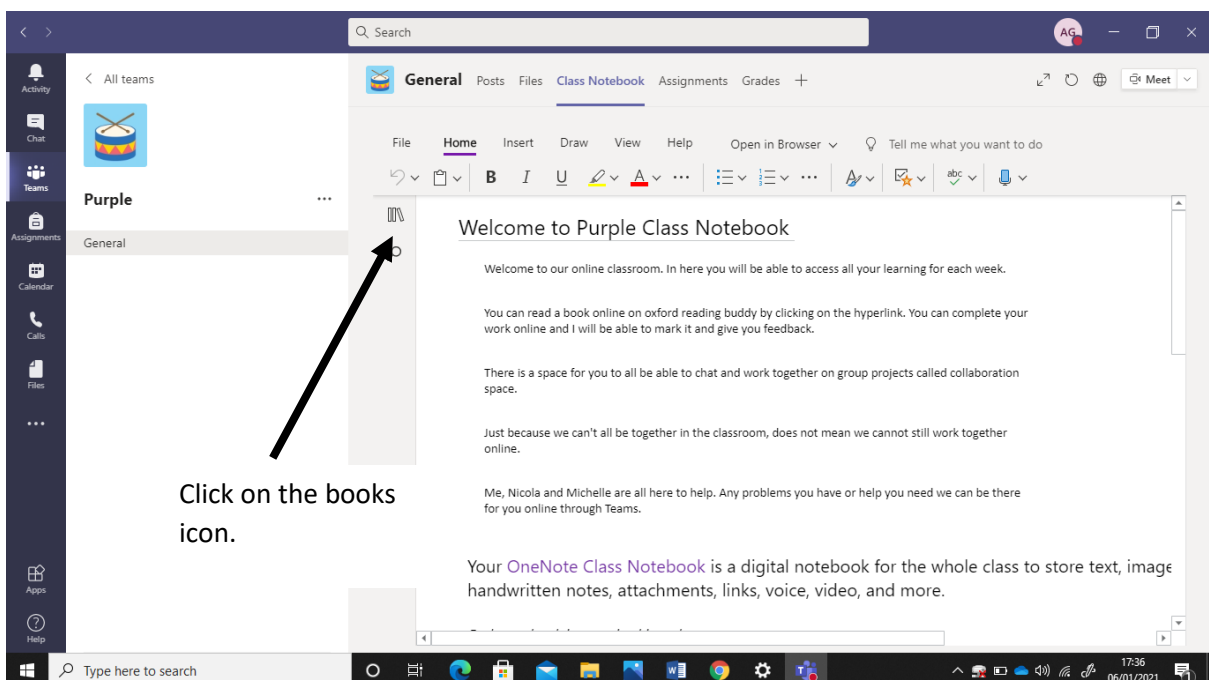 Search
AG
Activity
Chat
Teams
Assignments
Calendar
Calls
Files
Apps
Help
All teams
Purple
General
General Posts Files Class Notebook Assignments Grades
Meet
File Home Insert Draw View Help Open in Browser Tell me what you want to do
B I U A abc
Welcome to Purple Class Notebook
Welcome to our online classroom. In here you will be able to access all your learning for each week.
You can read a book online on oxford reading buddy by clicking on the hyperlink. You can complete your
work online and I will be able to mark it and give you feedback.
There is a space for you to all be able to chat and work together on group projects called collaboration
space.
Just because we can't all be together in the classroom, does not mean we cannot still work together
online.
Me, Nicola and Michelle are all here to help. Any problems you have or help you need we can be there
for you online through Teams.
Your OneNote Class Notebook is a digital notebook for the whole class to store text, image
handwritten notes, attachments, links, voice, video, and more.
Click on the books
icon.
Type here to search
17:36
06/01/2021